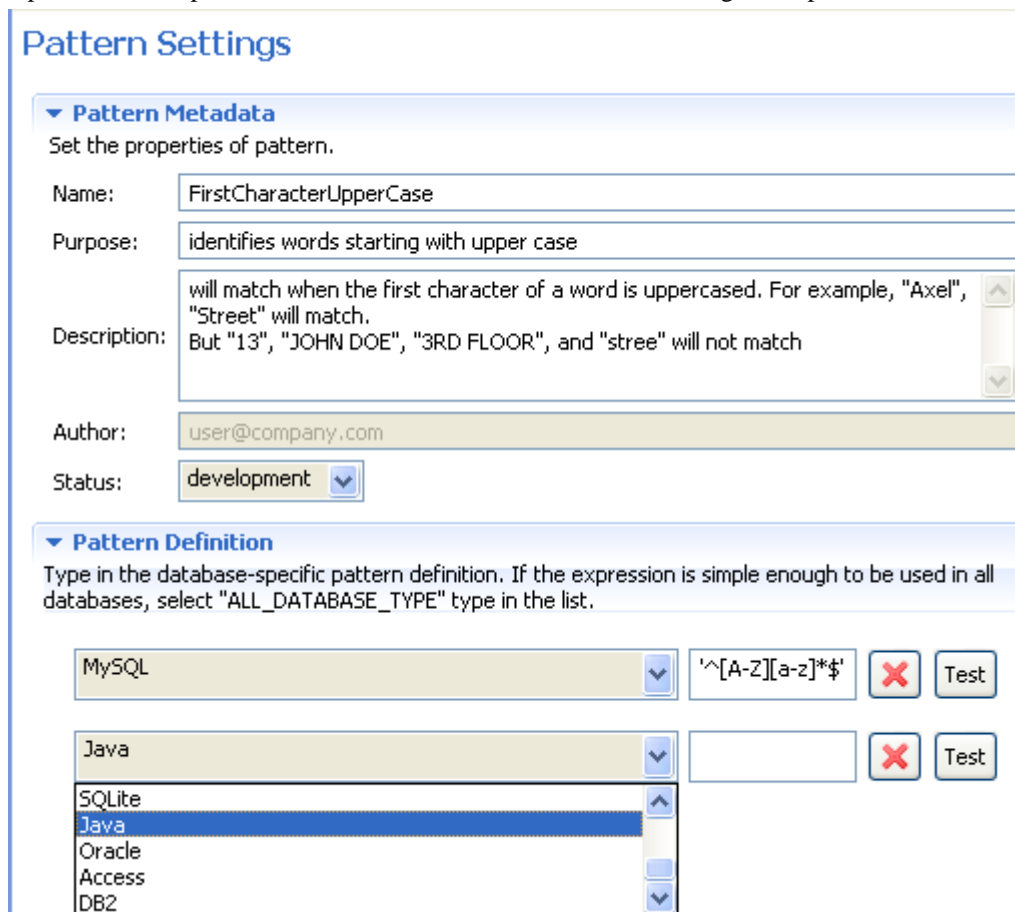 Pattern Settings
Pattern Metadata
Set the properties of pattern.
Name: FirstCharacterUpperCase
Purpose: identifies words starting with upper case
Description: will match when the first character of a word is uppercased. For example, "Axel",
"Street" will match.
But "13", "JOHN DOE", "3RD FLOOR", and "stree" will not match
Author: user@company.com
Status: development
Pattern Definition
Type in the database-specific pattern definition. If the expression is simple enough to be used in all
databases, select "ALL_DATABASE_TYPE" type in the list.
MySQL '^[A-Z][a-z]*$' Test
Java Test
SQLite
Java
Oracle
Access
DB2